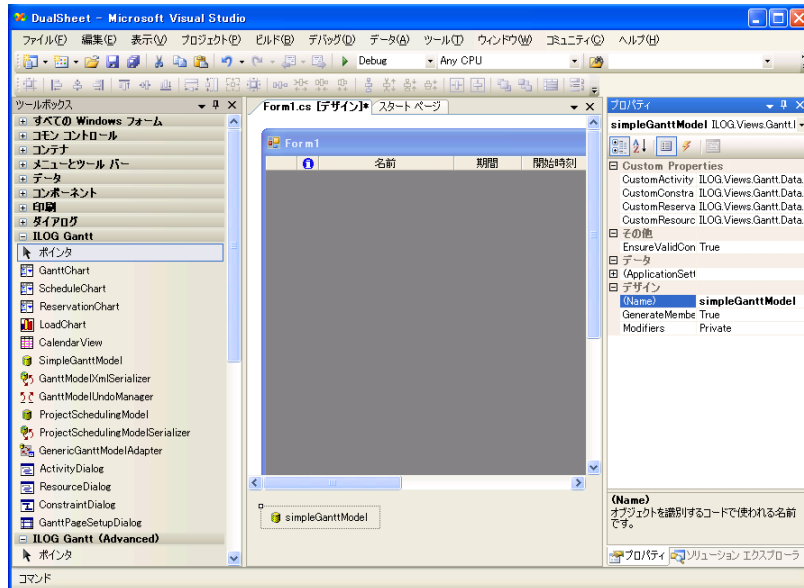 DualSheet - Microsoft Visual Studio
ファイル(F) 編集(E) 表示(V) プロジェクト(P) ビルド(B) デバッグ(D) データ(A) ツール(T) ウィンドウ(W) コミュニティ(C) ヘルプ(H)
Debug Any CPU
ツールボックス
すべての Windows フォーム
コモン コントロール
コンテナ
メニューとツール バー
データ
コンポーネント
印刷
ダイアログ
ILOG Gantt
ポインタ
GanttChart
ScheduleChart
ReservationChart
LoadChart
CalendarView
SimpleGanttModel
GanttModelXmlSerializer
GanttModelUndoManager
ProjectSchedulingModel
ProjectSchedulingModelSerializer
GenericGanttModelAdapter
ActivityDialog
ResourceDialog
ConstraintDialog
GanttPageSetupDialog
ILOG Gantt (Advanced)
ポインタ
Form1.cs [デザイン]* スタート ページ
Form1
名前 期間 開始時刻
simpleGanttModel
プロパティ
simpleGanttModel ILOG.Views.Gantt.I
Custom Properties
CustomActivity ILOG.Views.Gantt.Data.
CustomConstra ILOG.Views.Gantt.Data.
CustomReserva ILOG.Views.Gantt.Data.
CustomResourc ILOG.Views.Gantt.Data.
その他
EnsureValidCon True
データ
(ApplicationSett
デザイン
(Name) simpleGanttModel
GenerateMembe True
Modifiers Private
(Name)
オブジェクトを識別するコードで使われる名前
です。
プロパティ ソリューション エクスプローラ
コマンド